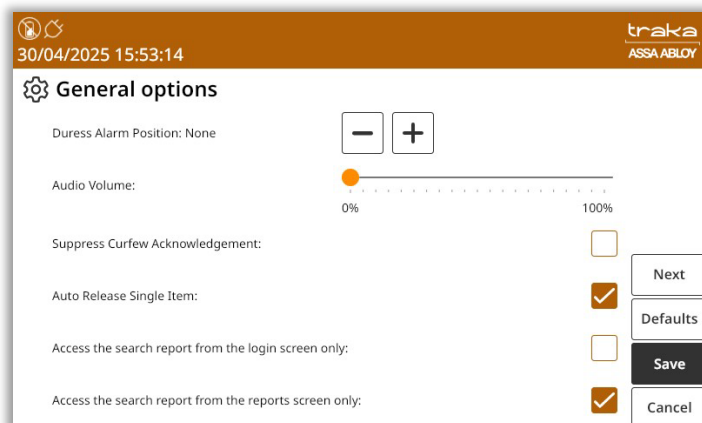 30/04/2025 15:53:14
traka
ASSA ABLOY
General options
Duress Alarm Position: None
Audio Volume:
0% 100%
Suppress Curfew Acknowledgement:
Auto Release Single Item:
Access the search report from the login screen only:
Access the search report from the reports screen only:
Next
Defaults
Save
Cancel